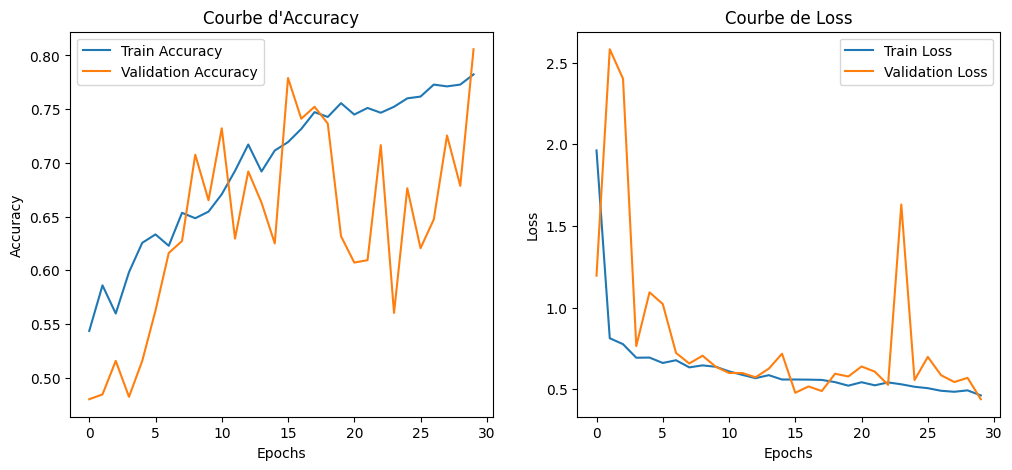 Courbe d'Accuracy
Train Accuracy
Validation Accuracy
0.80
0.75
0.70
0.65
0.60
0.55
0.50
Accuracy
0 5 10 15 20 25 30
Epochs
Courbe de Loss
Train Loss
Validation Loss
2.5
2.0
1.5
1.0
0.5
Loss
0 5 10 15 20 25 30
Epochs